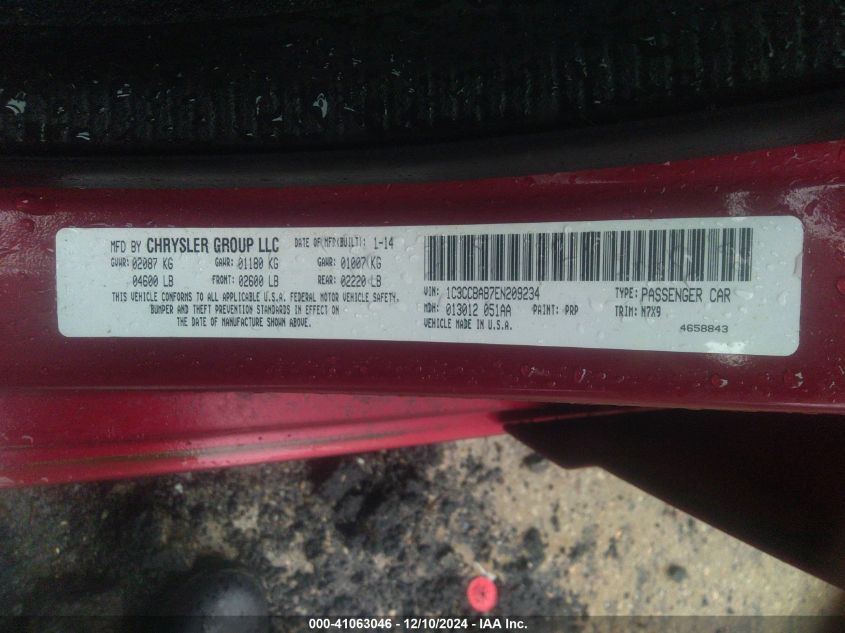 MFD BY CHRYSLER GROUP LLC DATE OF MFD(BUILT): 1-14
GVWR: 02087 KG GAWR: 01180 KG GAWR: 01007 KG
04600 LB FRONT: 02600 LB REAR: 02220 LB
THIS VEHICLE CONFORMS TO ALL APPLICABLE U.S.A. FEDERAL MOTOR VEHICLE SAFETY,
BUMPER AND THEFT PREVENTION STANDARDS IN EFFECT ON
THE DATE OF MANUFACTURE SHOWN ABOVE.
VIN: 1C3CCBAB7EN209234 TYPE: PASSENGER CAR
MDH: 013012 051AA PAINT: PRP TRIM: N7X9
VEHICLE MADE IN U.S.A. 4658843
000-41063046 - 12/10/2024 - IAA Inc.